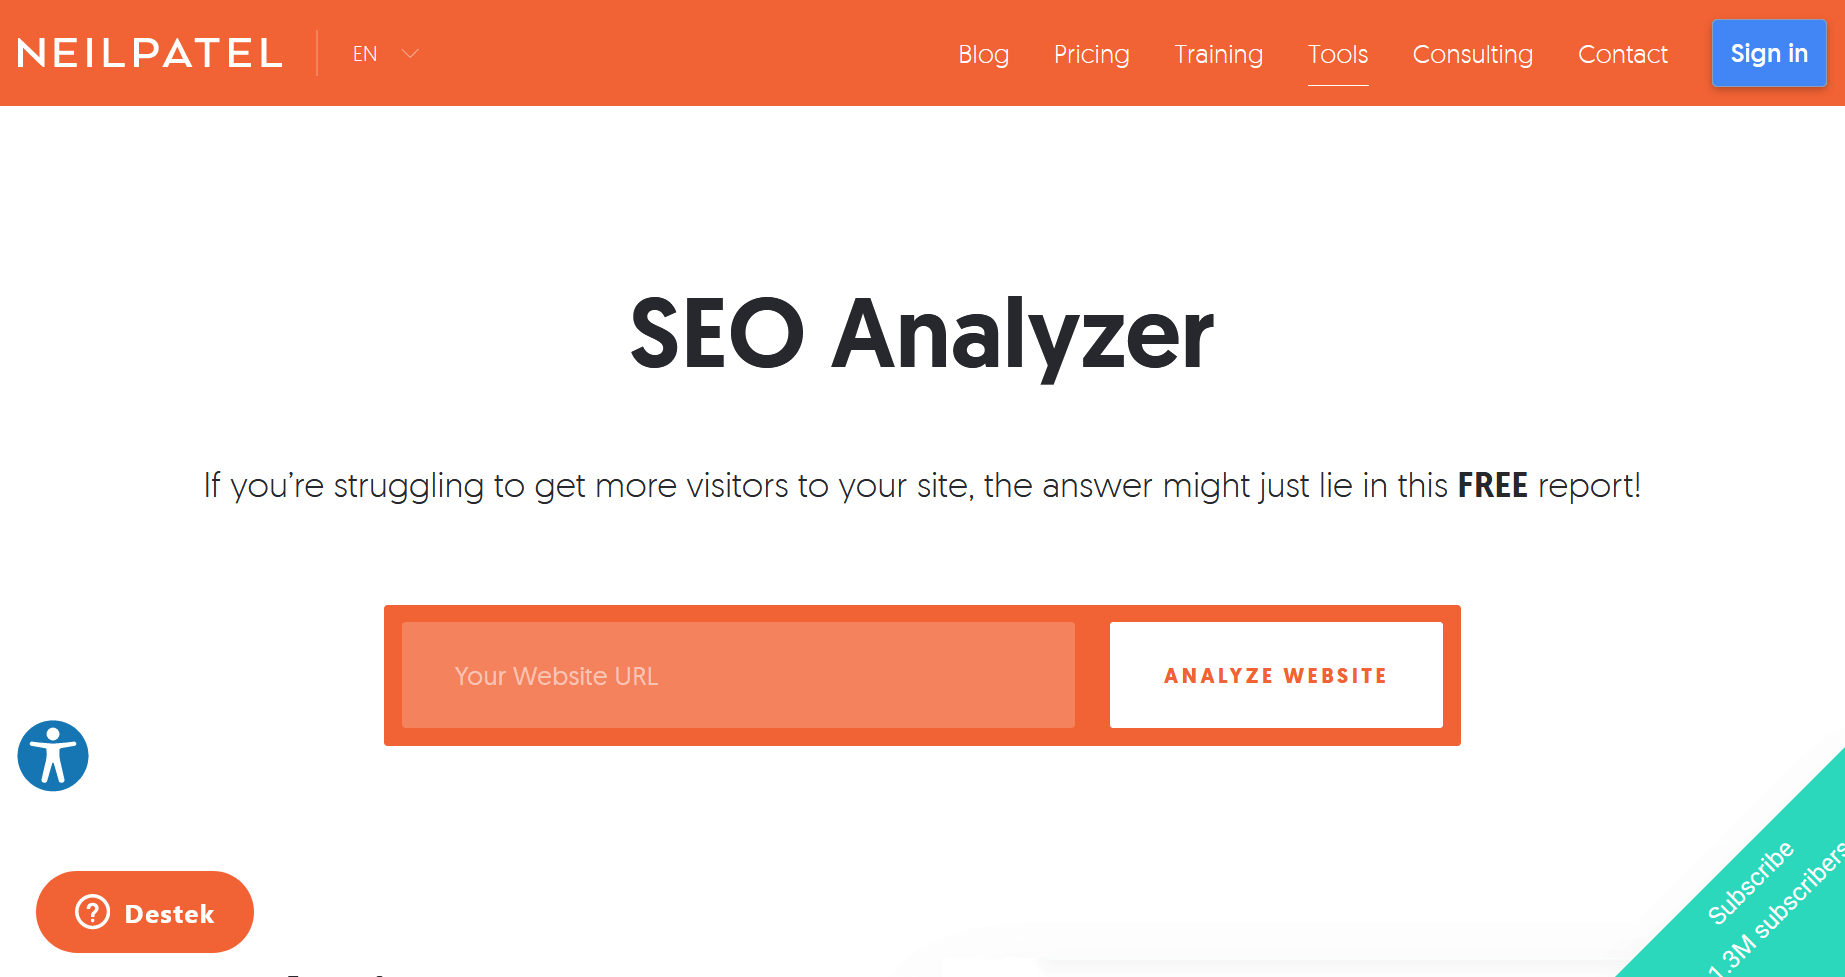 NEILPATEL
EN
Blog Pricing Training Tools Consulting Contact Sign in
SEO Analyzer
If you’re struggling to get more visitors to your site, the answer might just lie in this FREE report!
Your Website URL
ANALYZE WEBSITE
Destek
Subscribe
1.3M subscribers